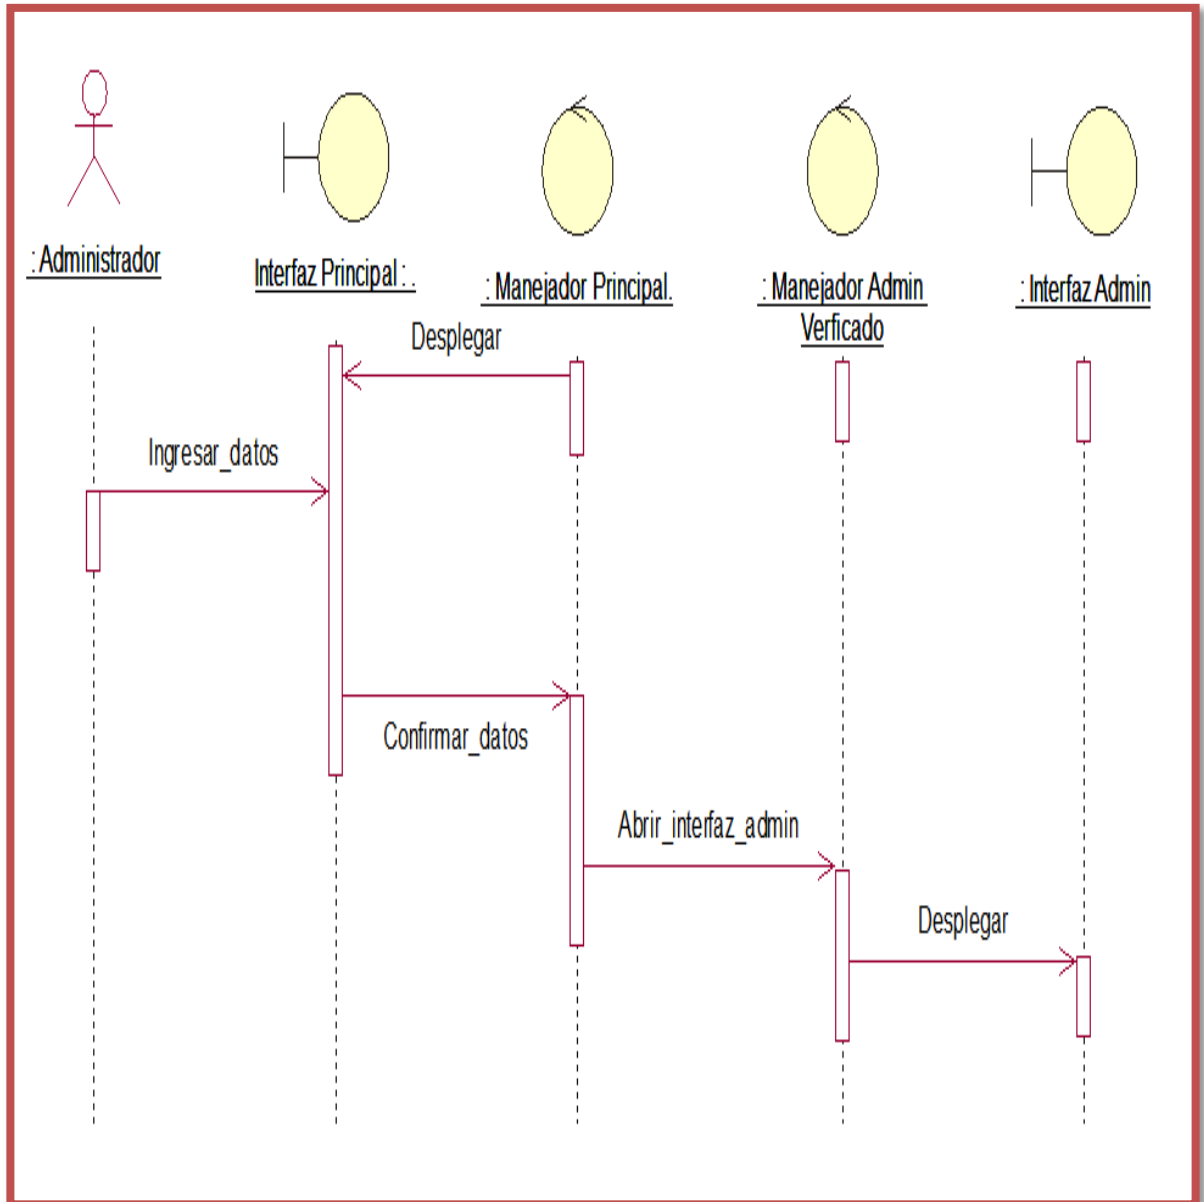 : Administrador
Interfaz Principal : .
: Manejador Principal.
: Manejador Admin
Verficado
: Interfaz Admin
Desplegar
Ingresar_datos
Confirmar_datos
Abrir_interfaz_admin
Desplegar